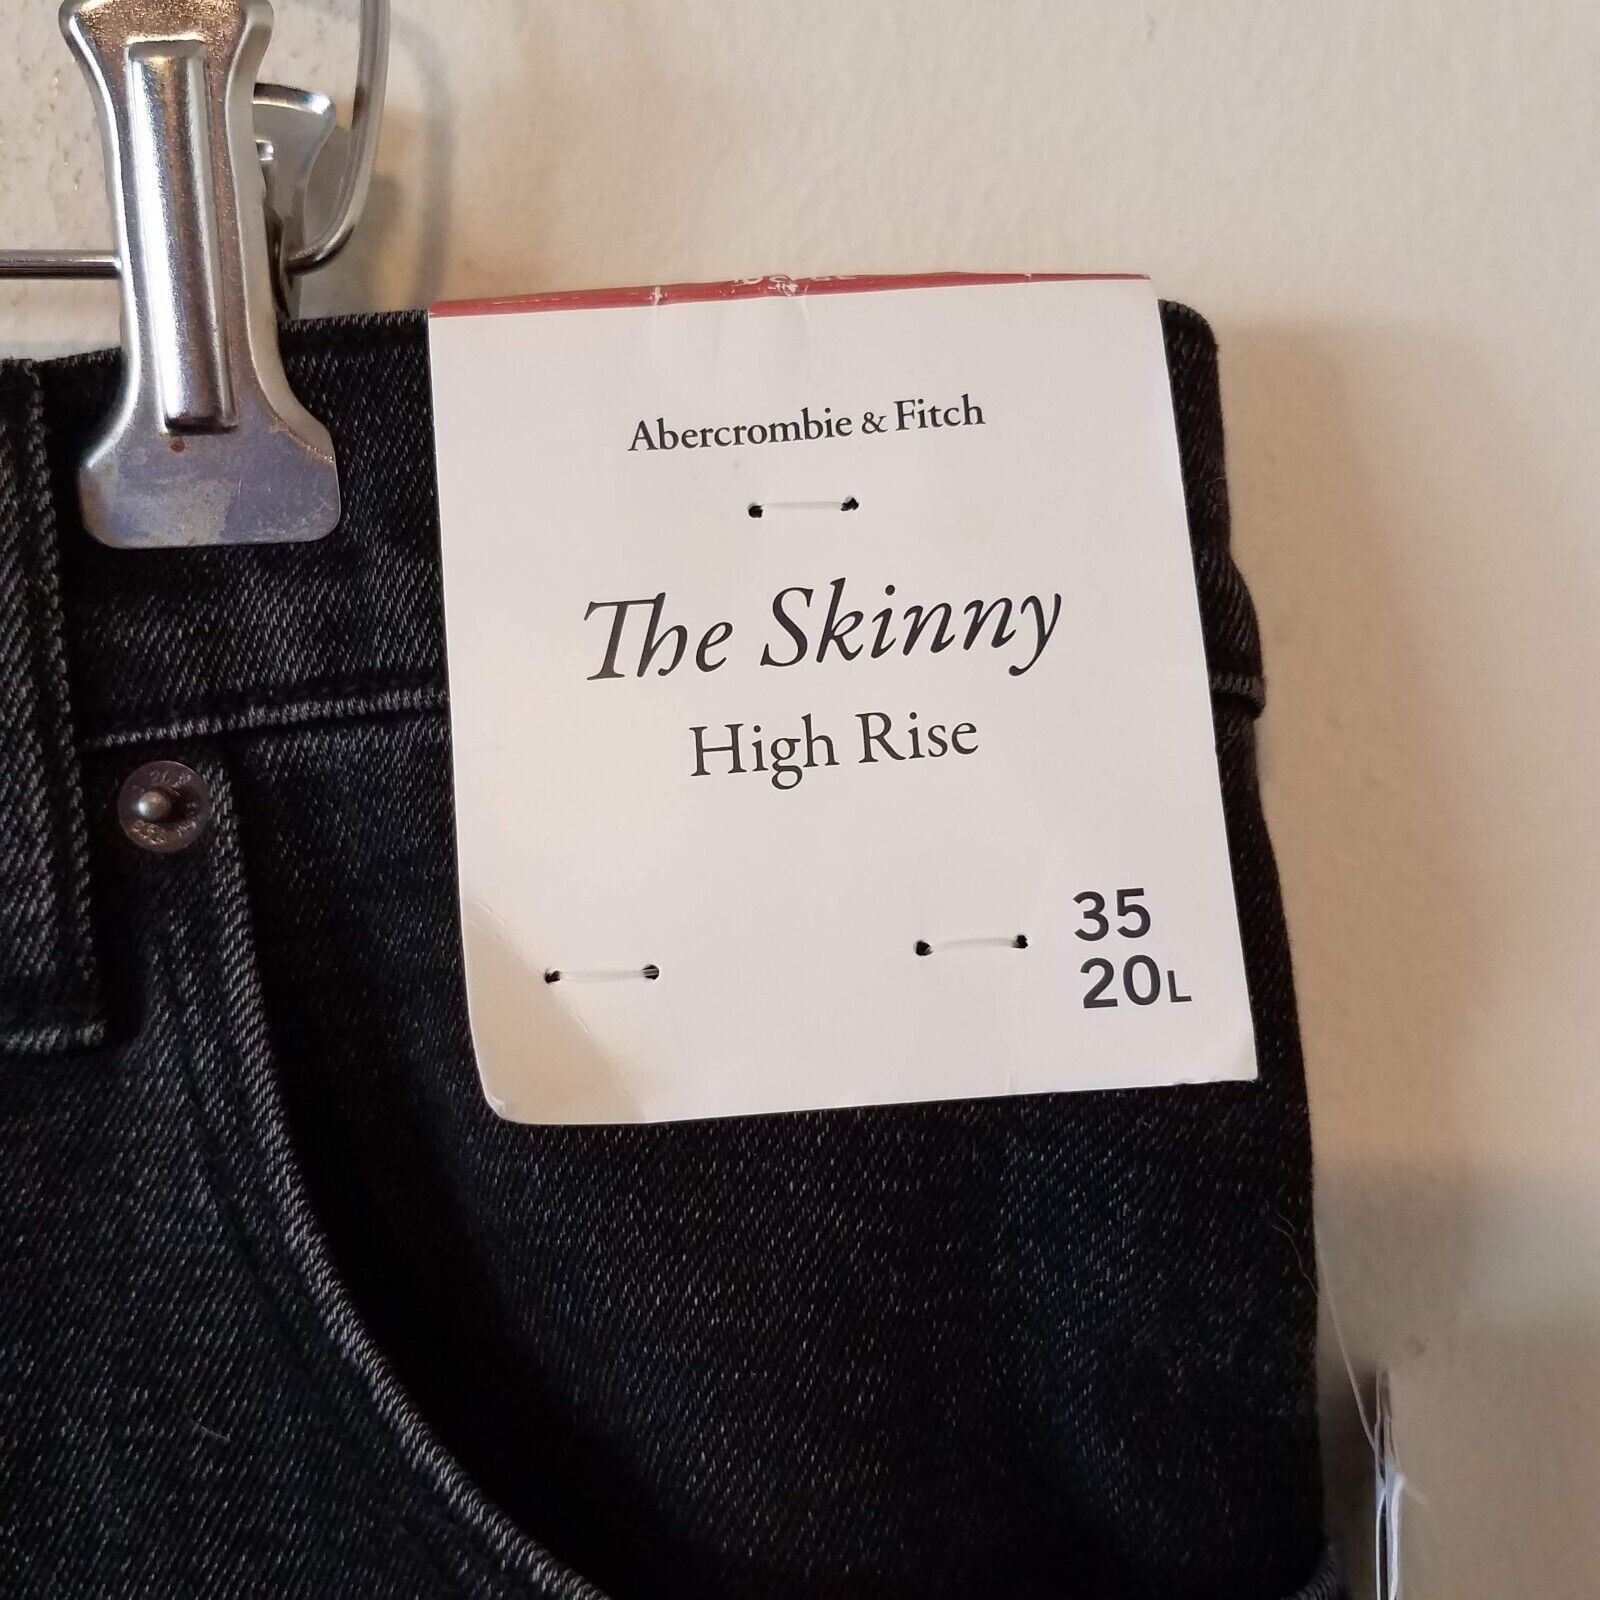 Abercrombie & Fitch
The Skinny
High Rise
35
20L